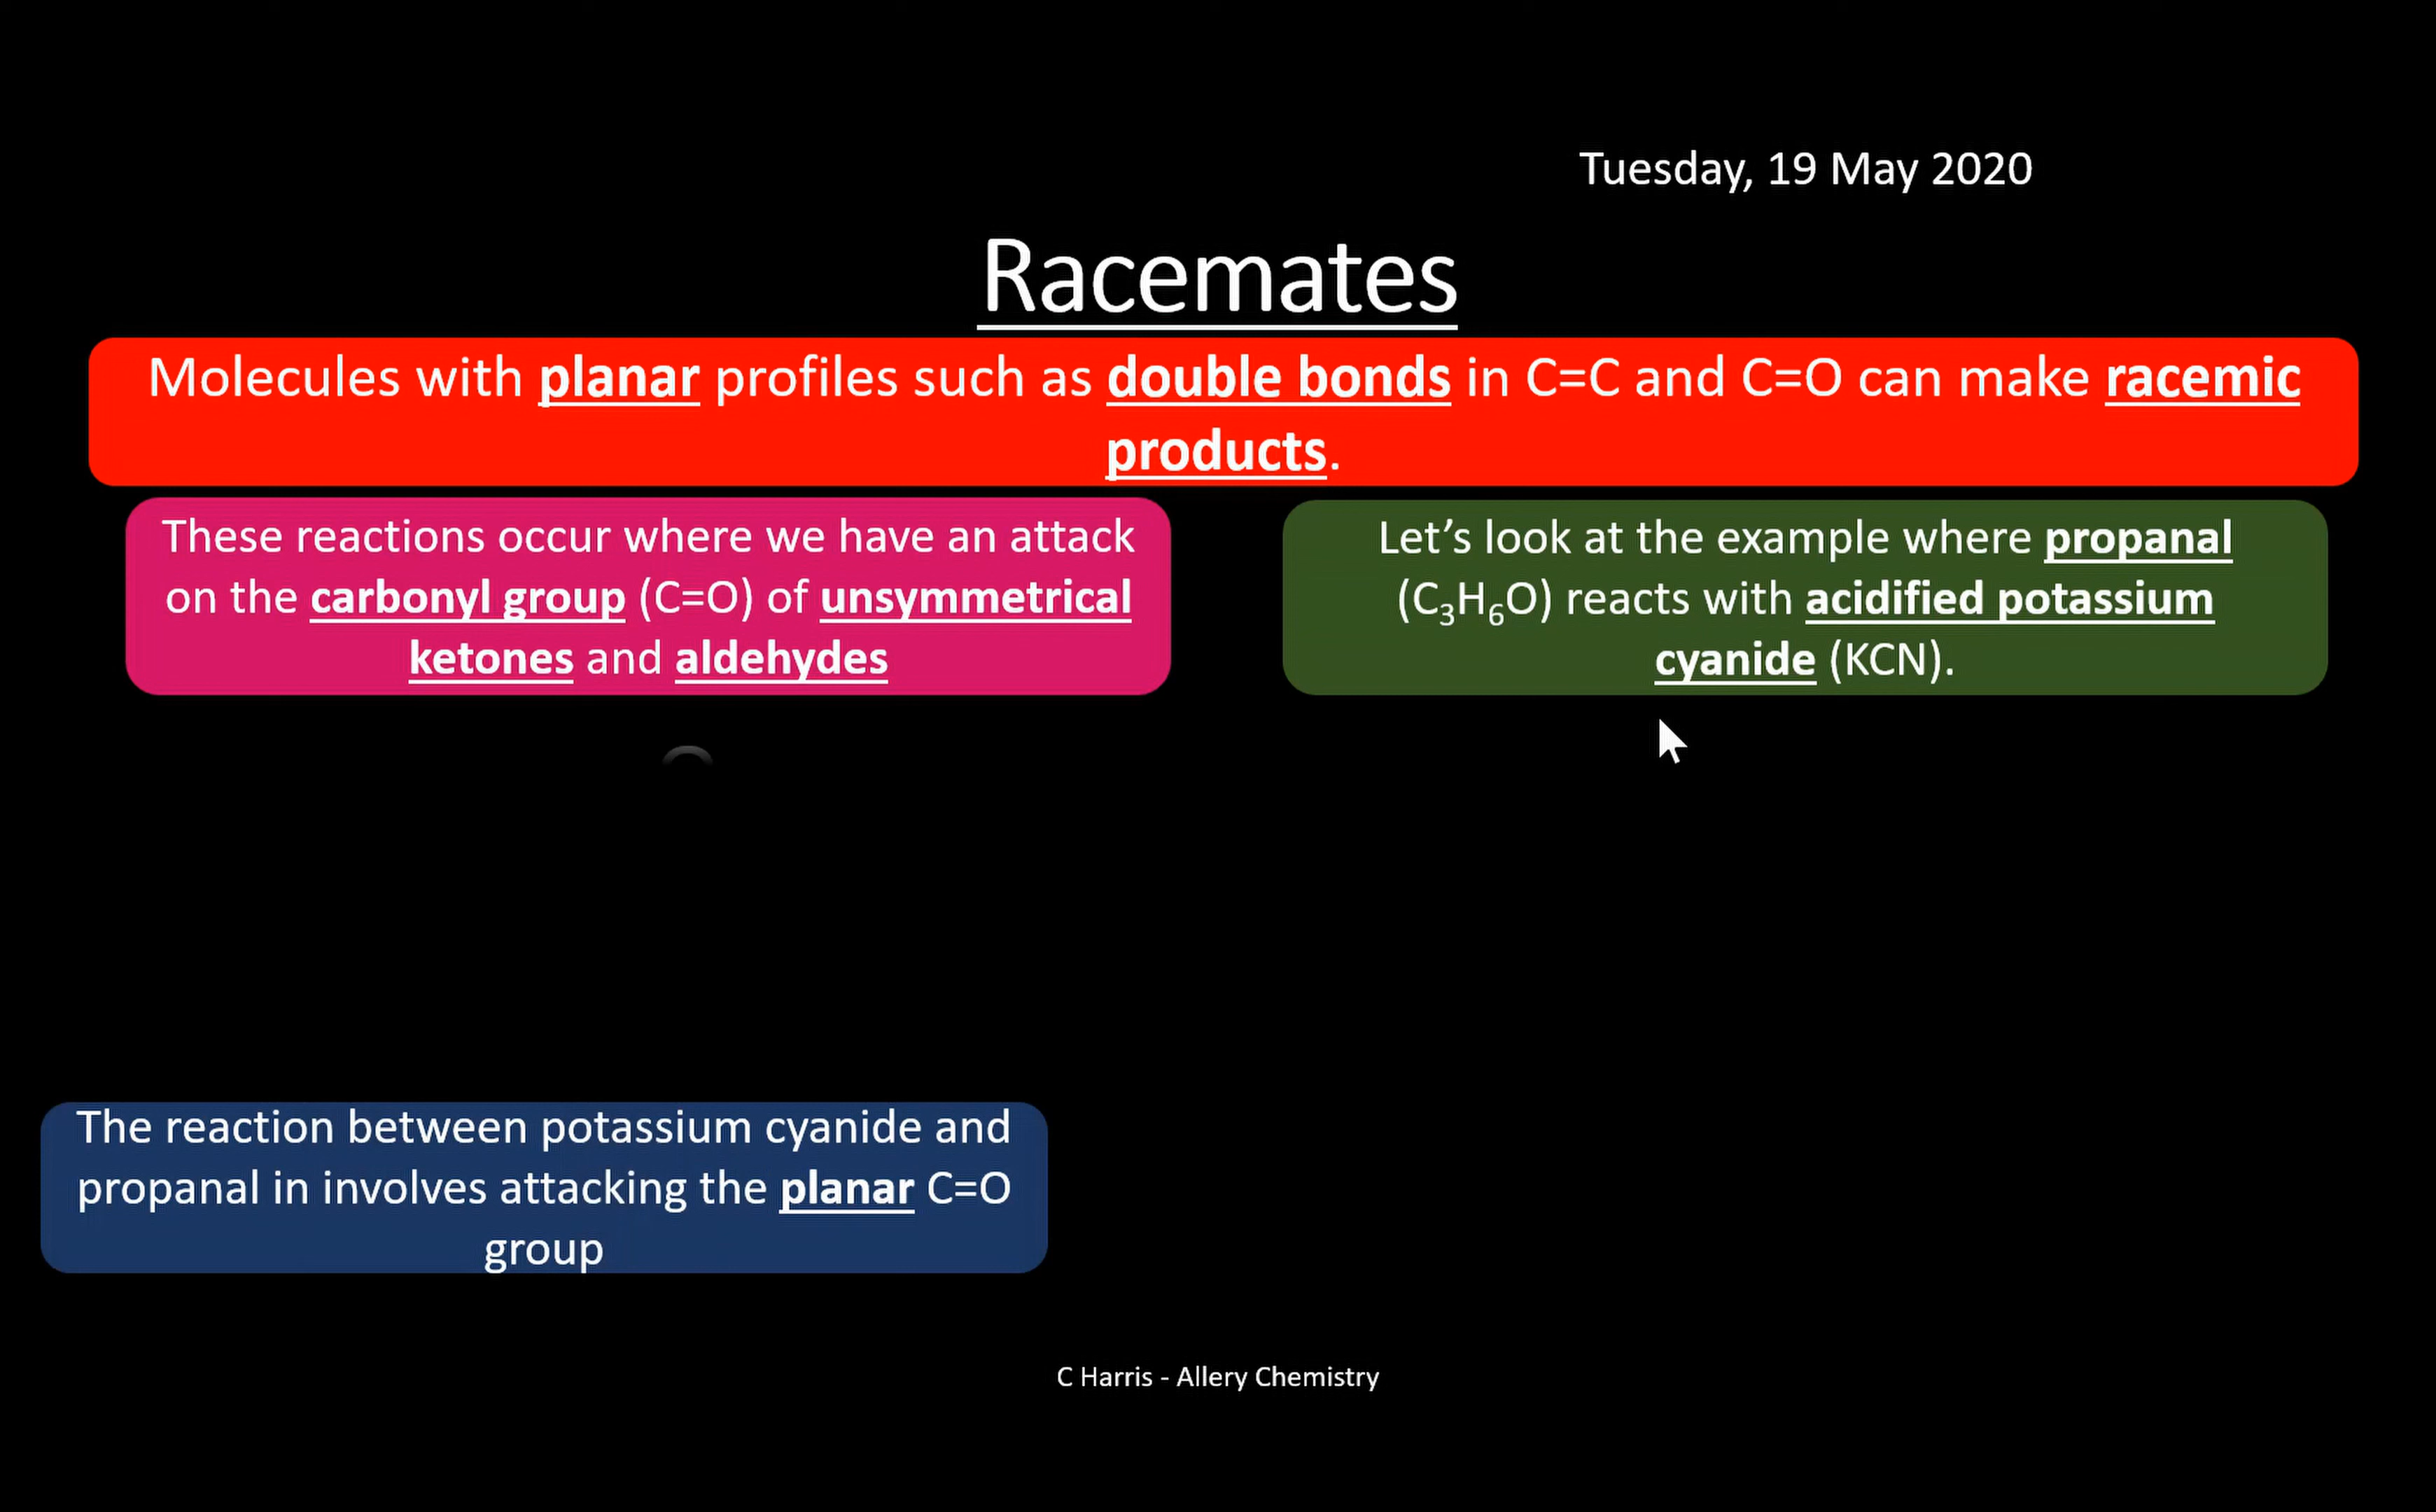 Tuesday, 19 May 2020
Racemates
Molecules with planar profiles such as double bonds in C=C and C=O can make racemic
products.
These reactions occur where we have an attack
on the carbonyl group (C=O) of unsymmetrical
ketones and aldehydes
Let’s look at the example where propanal
(C₃H₆O) reacts with acidified potassium
cyanide (KCN).
The reaction between potassium cyanide and
propanal in involves attacking the planar C=O
group
C Harris - Allery Chemistry